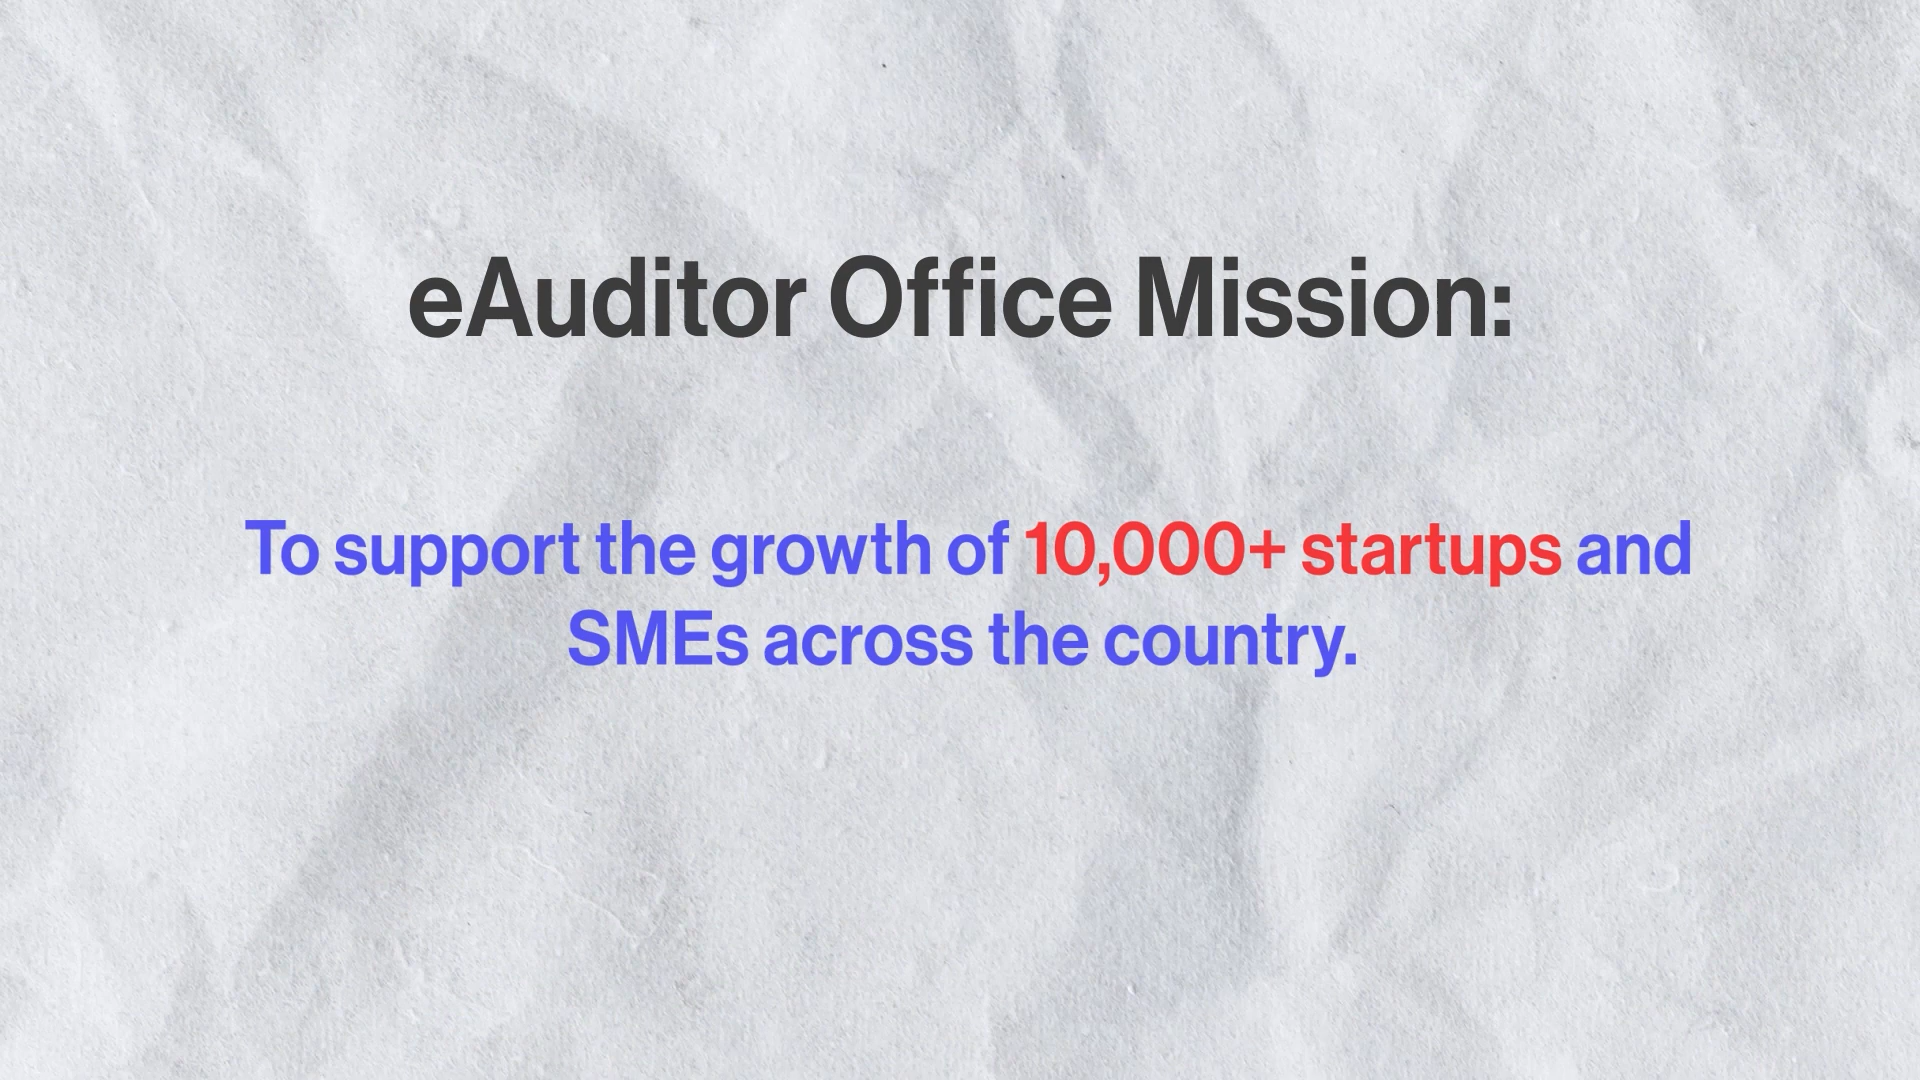 eAuditor Office Mission:
To support the growth of 10,000+ startups and
SMEs across the country.